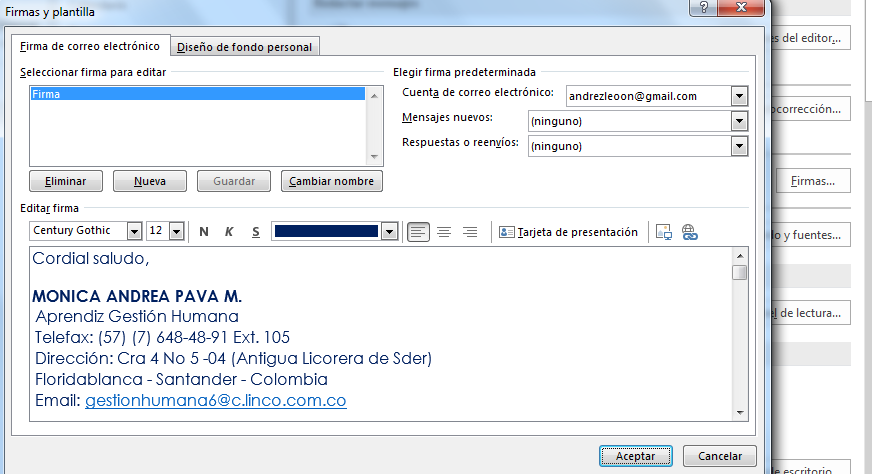 Firmas y plantilla
Firma de correo electrónico
Diseño de fondo personal
Seleccionar firma para editar
Firma
Eliminar
Nueva
Guardar
Cambiar nombre
Elegir firma predeterminada
Cuenta de correo electrónico:
andrezleoon@gmail.com
Mensajes nuevos:
(ninguno)
Respuestas o reenvíos:
(ninguno)
Editar firma
Century Gothic
12
N
K
S
Tarjeta de presentación
Cordial saludo,
MONICA ANDREA PAVA M.
Aprendiz Gestión Humana
Telefax: (57) (7) 648-48-91 Ext. 105
Dirección: Cra 4 No 5 -04 (Antigua Licorera de Sder)
Floridablanca - Santander - Colombia
Email: gestionhumana6@c.linco.com.co
Aceptar
Cancelar
es del editor...
ocorrección...
Firmas...
o y fuentes...
el de lectura...
de escritorio